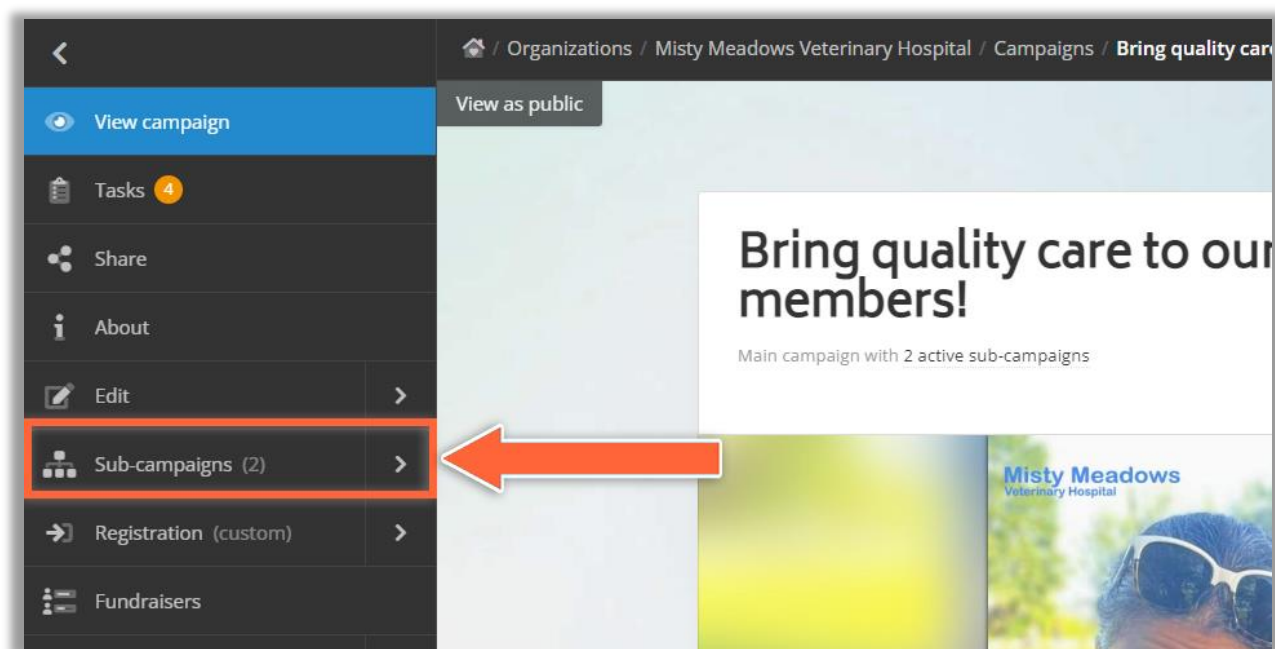 / Organizations / Misty Meadows Veterinary Hospital / Campaigns / Bring quality care
View campaign
View as public
Tasks 4
Share
About
Edit
Sub-campaigns (2)
Registration (custom)
Fundraisers
Bring quality care to our
members!
Main campaign with 2 active sub-campaigns
Misty Meadows
Veterinary Hospital